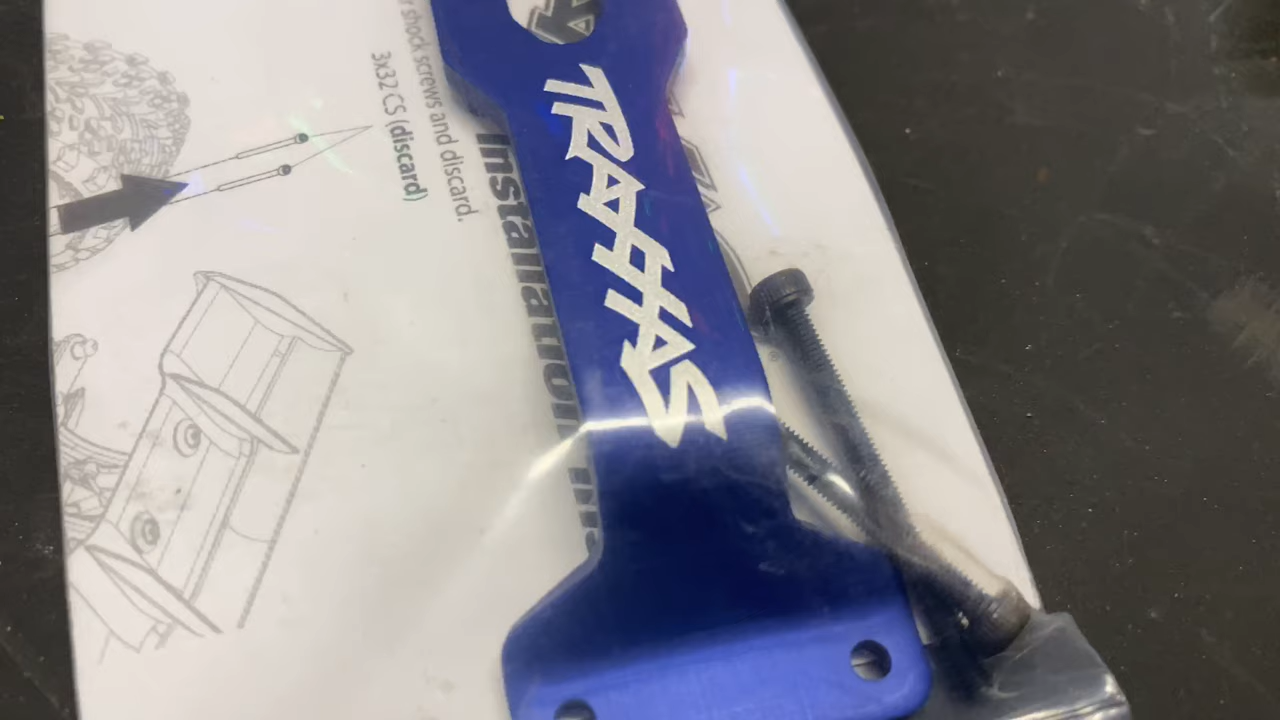 TRAXXAS
shock screws and discard.
3x32 CS (discard)
Installation